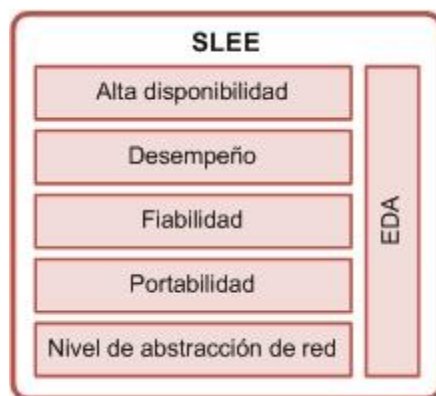 SLEE
Alta disponibilidad
Desempeño
Fiabilidad
Portabilidad
Nivel de abstracción de red
EDA